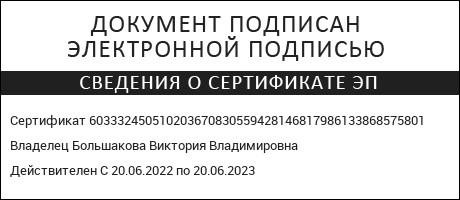 ДОКУМЕНТ ПОДПИСАН
ЭЛЕКТРОННОЙ ПОДПИСЬЮ
СВЕДЕНИЯ О СЕРТИФИКАТЕ ЭП
Сертификат 603332450510203670830559428146817986133868575801
Владелец Большакова Виктория Владимировна
Действителен С 20.06.2022 по 20.06.2023